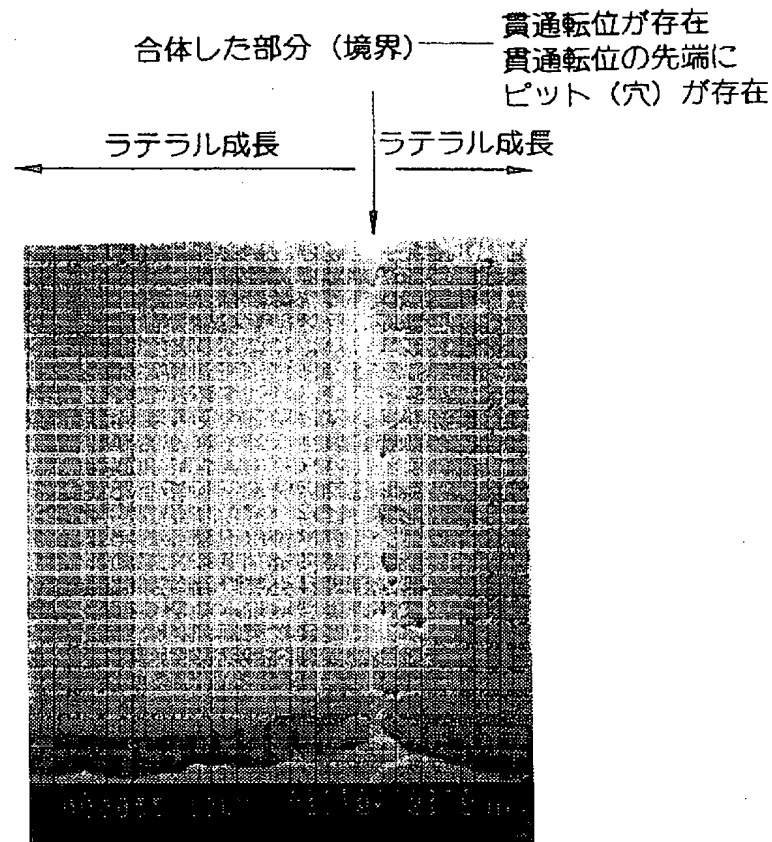 合体した部分（境界）
貫通転位が存在
貫通転位の先端に
ピット（穴）が存在
ラテラル成長
ラテラル成長